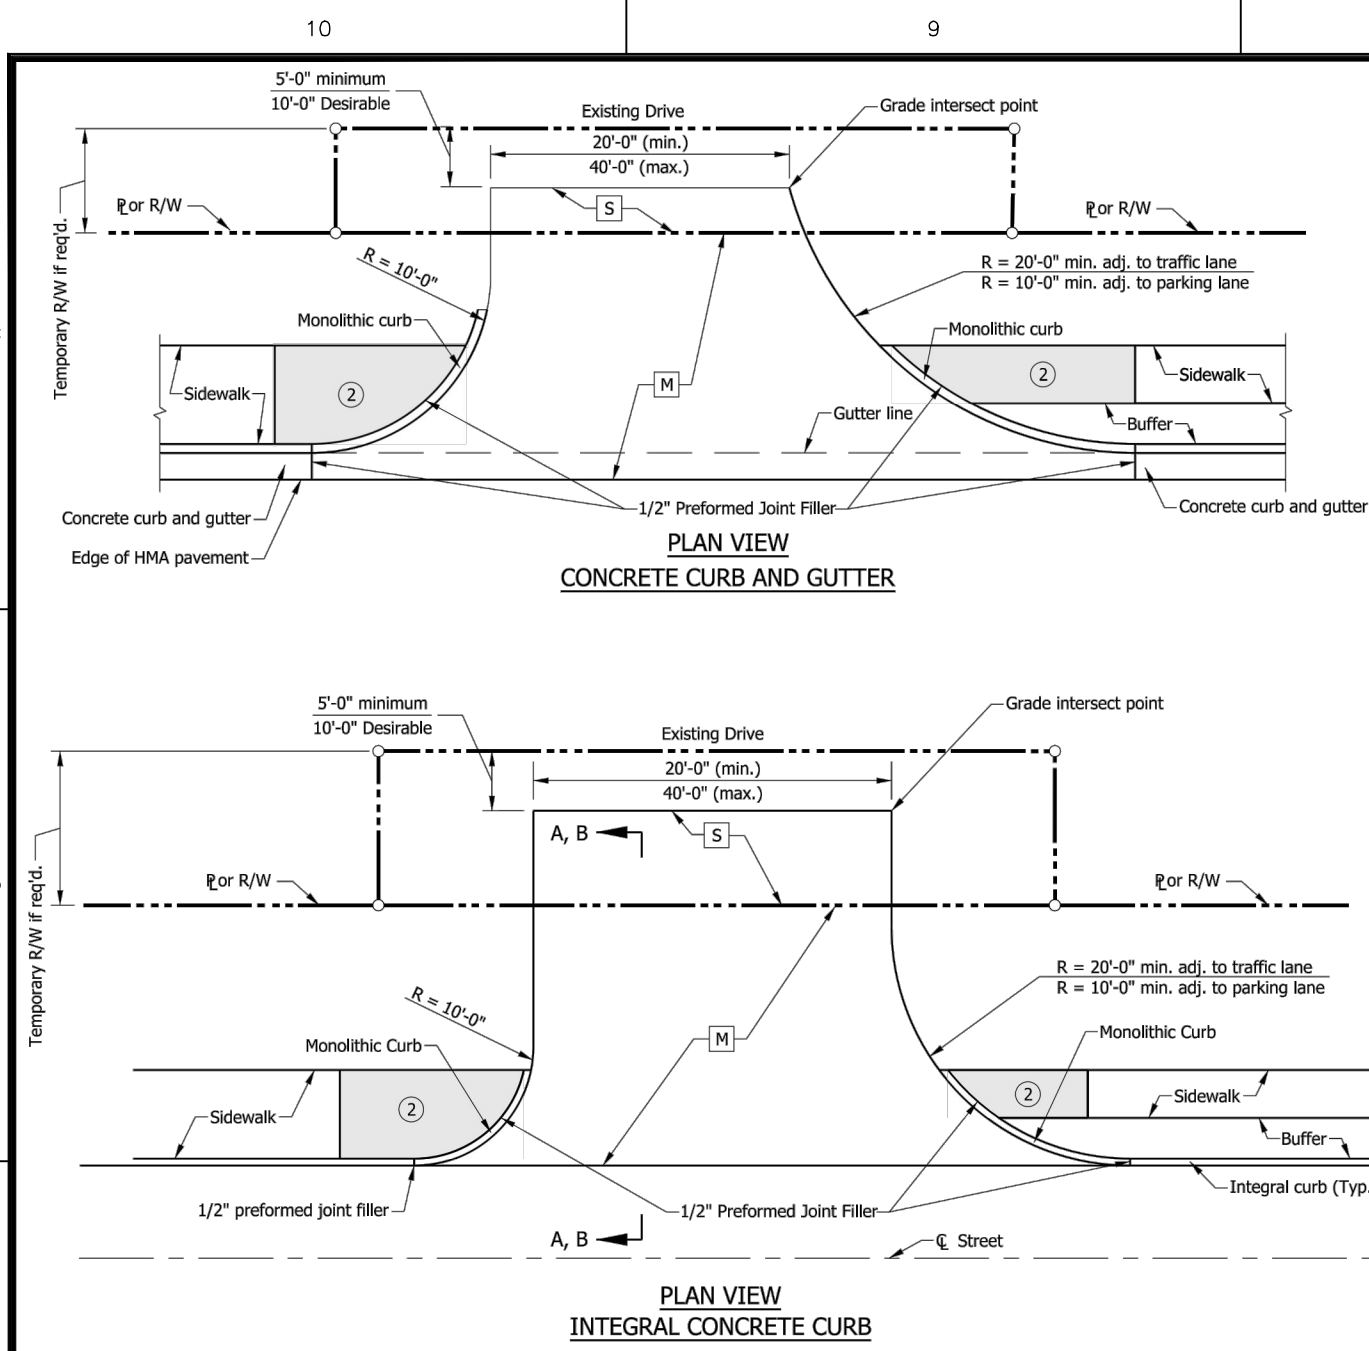 10
9
5'-0" minimum
10'-0" Desirable
Existing Drive
Grade intersect point
20'-0" (min.)
40'-0" (max.)
S
℄ or R/W
℄ or R/W
Temporary R/W if req'd.
R = 10'-0"
R = 20'-0" min. adj. to traffic lane
R = 10'-0" min. adj. to parking lane
Monolithic curb
Monolithic curb
M
2
2
Sidewalk
Sidewalk
Gutter line
Buffer
1/2" Preformed Joint Filler
Concrete curb and gutter
Concrete curb and gutter
Edge of HMA pavement
PLAN VIEW
CONCRETE CURB AND GUTTER
5'-0" minimum
10'-0" Desirable
Existing Drive
Grade intersect point
20'-0" (min.)
40'-0" (max.)
A, B
S
Temporary R/W if req'd.
℄ or R/W
℄ or R/W
R = 10'-0"
R = 20'-0" min. adj. to traffic lane
R = 10'-0" min. adj. to parking lane
Monolithic Curb
M
Monolithic Curb
2
2
Sidewalk
Sidewalk
Buffer
1/2" preformed joint filler
1/2" Preformed Joint Filler
Integral curb (Typ.
A, B
℄ Street
PLAN VIEW
INTEGRAL CONCRETE CURB